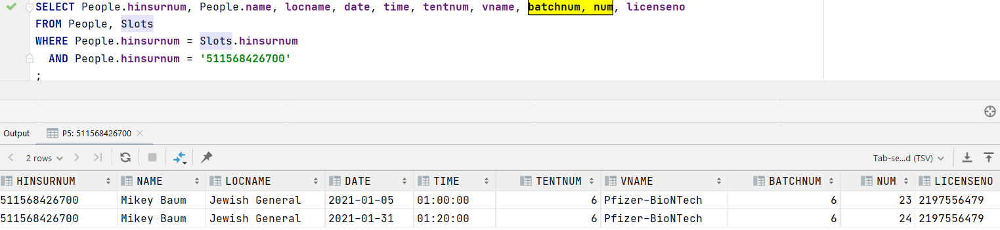 SELECT People.hinsurnum, People.name, locname, date, time, tentnum, vname, batchnum, num, licenseno
FROM People, Slots
WHERE People.hinsurnum = Slots.hinsurnum
AND People.hinsurnum = '511568426700'
;
Output P5: 511568426700
2 rows Tab-se...d (TSV)
HINSURNUM NAME LOCNAME DATE TIME TENTNUM VNAME BATCHNUM NUM LICENSENO
511568426700 Mikey Baum Jewish General 2021-01-05 01:00:00 6 Pfizer-BioNTech 6 23 2197556479
511568426700 Mikey Baum Jewish General 2021-01-31 01:20:00 6 Pfizer-BioNTech 6 24 2197556479